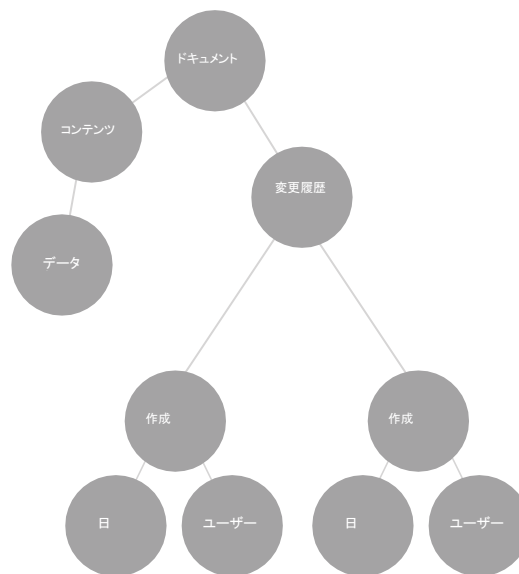 ドキュメント
コンテンツ
変更履歴
データ
作成
作成
日
ユーザー
日
ユーザー